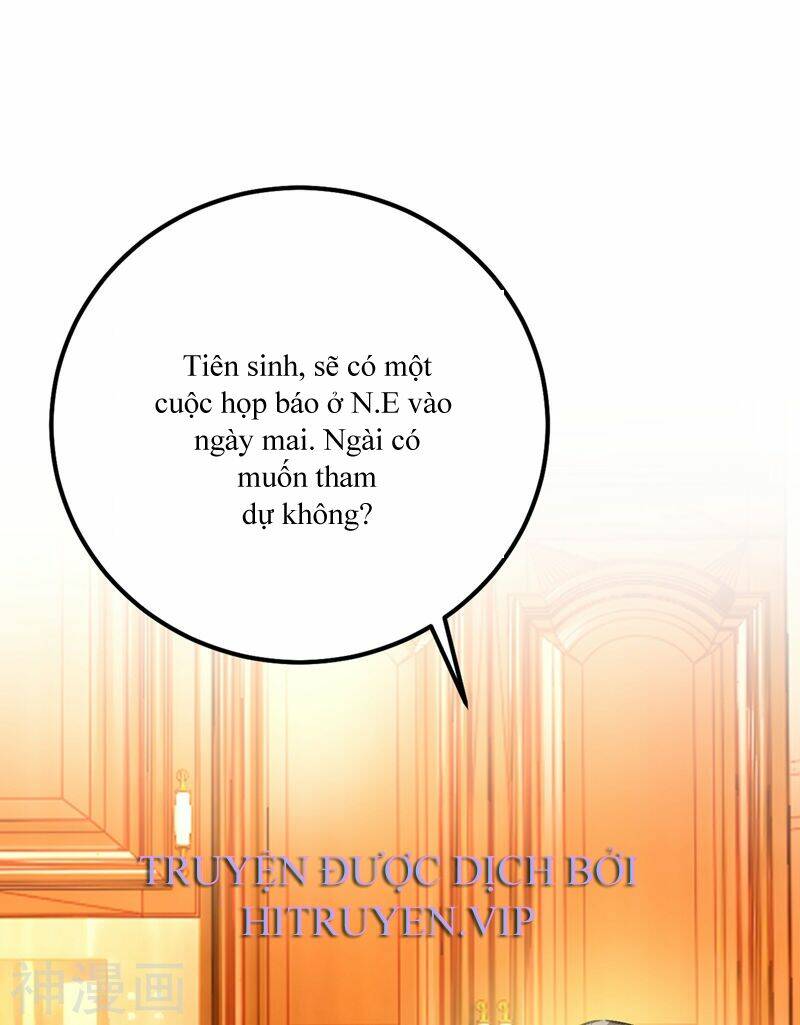 Tiên sinh, sẽ có một
cuộc họp báo ở N.E vào
ngày mai. Ngài có
muốn tham
dự không?
TRUYỆN ĐƯỢC DỊCH BỞI
HITRUYEN.VIP
神漫画